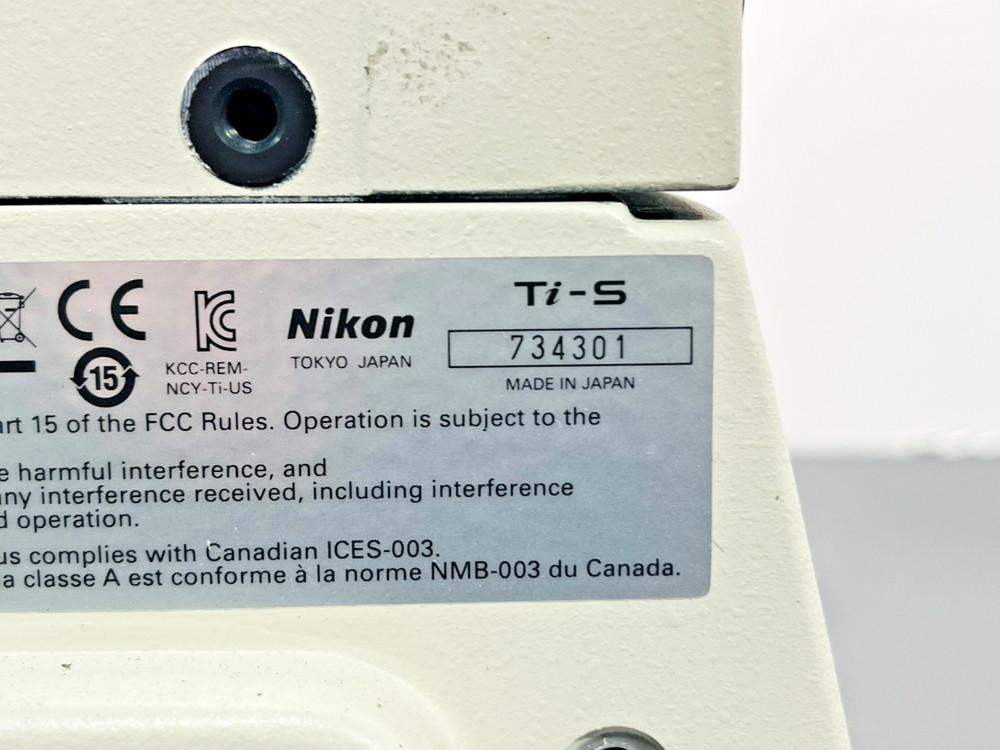 CE
Nikon
TOKYO JAPAN
Ti-S
734301
MADE IN JAPAN
15
KCC-REM-
NCY-Ti-US
art 15 of the FCC Rules. Operation is subject to the
e harmful interference, and
any interference received, including interference
d operation.
us complies with Canadian ICES-003.
la classe A est conforme à la norme NMB-003 du Canada.